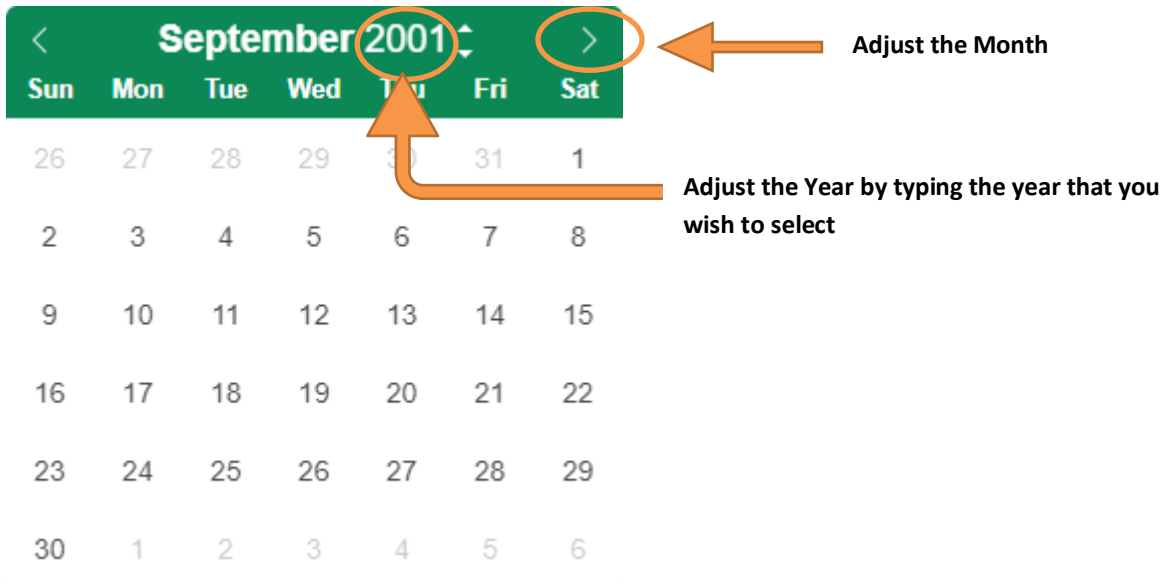 September 2001
Adjust the Month
Sun Mon Tue Wed Thu Fri Sat
26 27 28 29 30 31 1
Adjust the Year by typing the year that you
wish to select
2 3 4 5 6 7 8
9 10 11 12 13 14 15
16 17 18 19 20 21 22
23 24 25 26 27 28 29
30 1 2 3 4 5 6